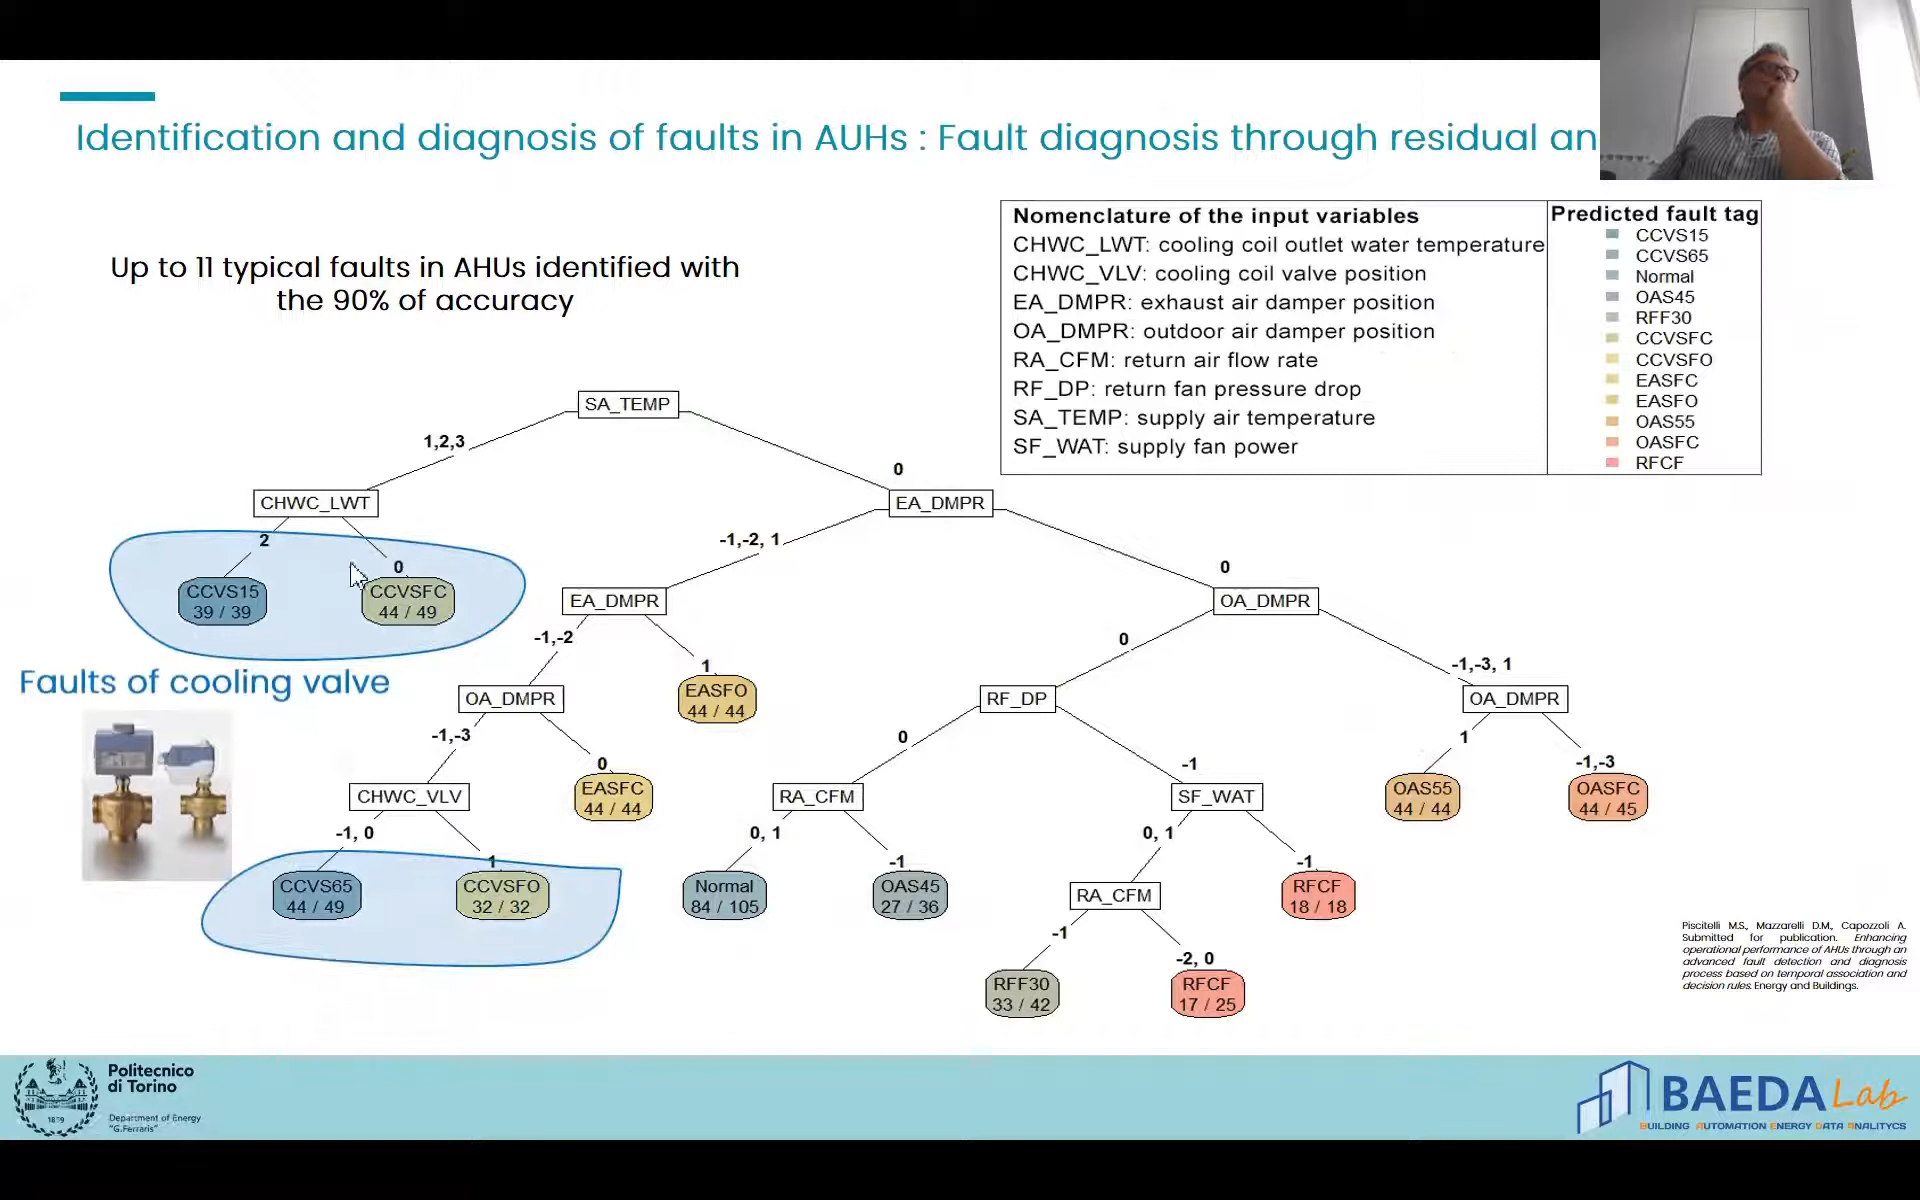 Identification and diagnosis of faults in AUHs : Fault diagnosis through residual an
Up to 11 typical faults in AHUs identified with
the 90% of accuracy
Nomenclature of the input variables
CHWC_LWT: cooling coil outlet water temperature
CHWC_VLV: cooling coil valve position
EA_DMPR: exhaust air damper position
OA_DMPR: outdoor air damper position
RA_CFM: return air flow rate
RF_DP: return fan pressure drop
SA_TEMP: supply air temperature
SF_WAT: supply fan power
Predicted fault tag
CCVS15
CCVS65
Normal
OAS45
RFF30
CCVSFC
CCVSFO
EASFC
EASFO
OAS55
OASFC
RFCF
SA_TEMP
1,2,3
0
CHWC_LWT
EA_DMPR
2
0
-1,-2, 1
0
CCVS15
39 / 39
CCVSFC
44 / 49
EA_DMPR
OA_DMPR
-1,-2
1
0
-1,-3, 1
Faults of cooling valve
OA_DMPR
EASFO
44 / 44
RF_DP
OA_DMPR
-1,-3
0
0
-1
1
-1,-3
CHWC_VLV
EASFC
44 / 44
RA_CFM
SF_WAT
OAS55
44 / 44
OASFC
44 / 45
-1, 0
1
0, 1
-1
0, 1
-1
CCVS65
44 / 49
CCVSFO
32 / 32
Normal
84 / 105
OAS45
27 / 36
RA_CFM
RFCF
18 / 18
-1
-2, 0
RFF30
33 / 42
RFCF
17 / 25
Piscitelli M.S., Mazzarelli D.M., Capozzoli A.
Submitted for publication. Enhancing
operational performance of AHUs through an
advanced fault detection and diagnosis
process based on temporal association and
decision rules. Energy and Buildings.
Politecnico
di Torino
1859
Department of Energy
"G.Ferraris"
BAEDA Lab
BUILDING AUTOMATION ENERGY DATA ANALITYCS